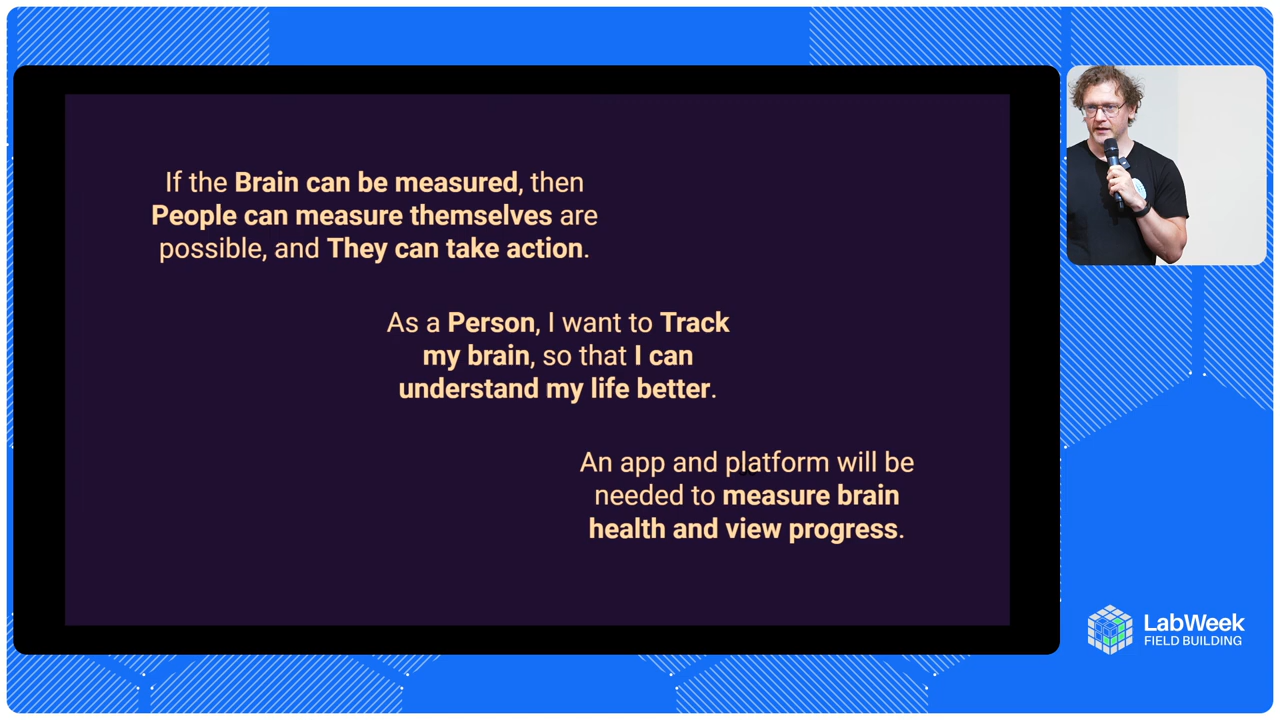 If the Brain can be measured, then
People can measure themselves are
possible, and They can take action.
As a Person, I want to Track
my brain, so that I can
understand my life better.
An app and platform will be
needed to measure brain
health and view progress.
LabWeek
FIELD BUILDING